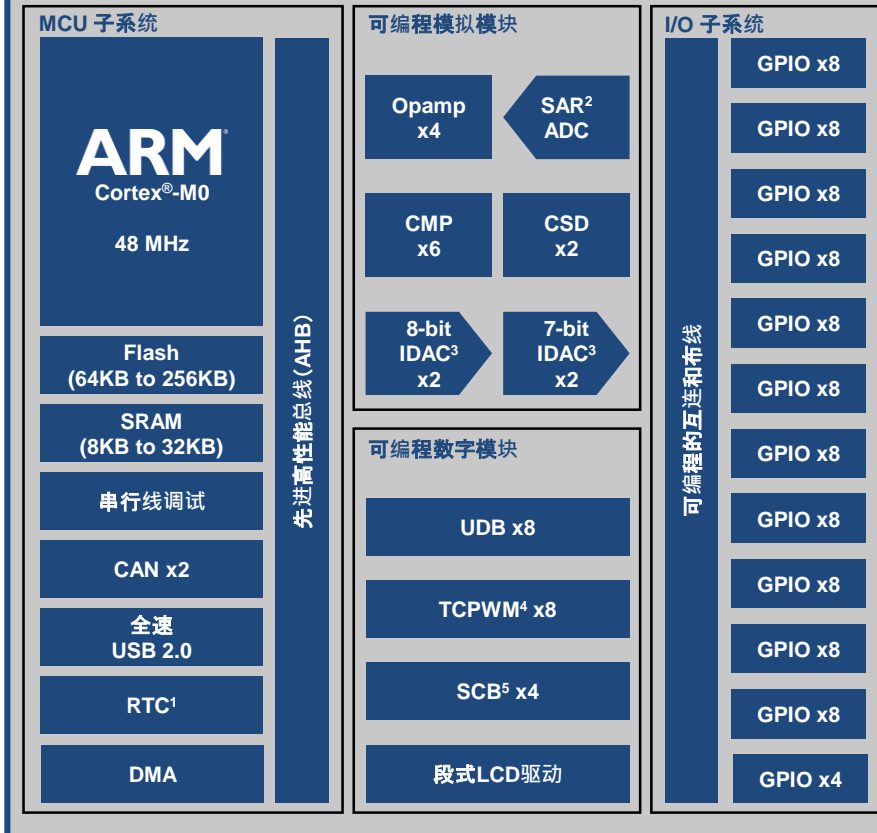 MCU 子系统
ARM®
Cortex®-M0
48 MHz
Flash
(64KB to 256KB)
SRAM
(8KB to 32KB)
串行线调试
CAN x2
全速
USB 2.0
RTC¹
DMA
先进高性能总线(AHB)
可编程模拟模块
Opamp
x4
SAR²
ADC
CMP
x6
CSD
x2
8-bit
IDAC³
x2
7-bit
IDAC³
x2
可编程数字模块
UDB x8
TCPWM⁴ x8
SCB⁵ x4
段式LCD驱动
I/O 子系统
可编程的互连和布线
GPIO x8
GPIO x8
GPIO x8
GPIO x8
GPIO x8
GPIO x8
GPIO x8
GPIO x8
GPIO x8
GPIO x8
GPIO x8
GPIO x4